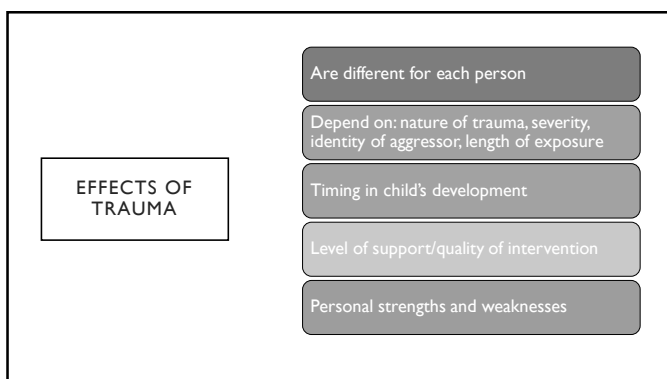 EFFECTS OF
TRAUMA
Are different for each person
Depend on: nature of trauma, severity,
identity of aggressor, length of exposure
Timing in child's development
Level of support/quality of intervention
Personal strengths and weaknesses